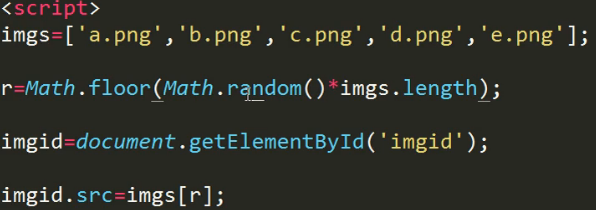 <script>
imgs=['a.png','b.png','c.png','d.png','e.png'];
r=Math.floor(Math.random()*imgs.length);
imgid=document.getElementById('imgid');
imgid.src=imgs[r];